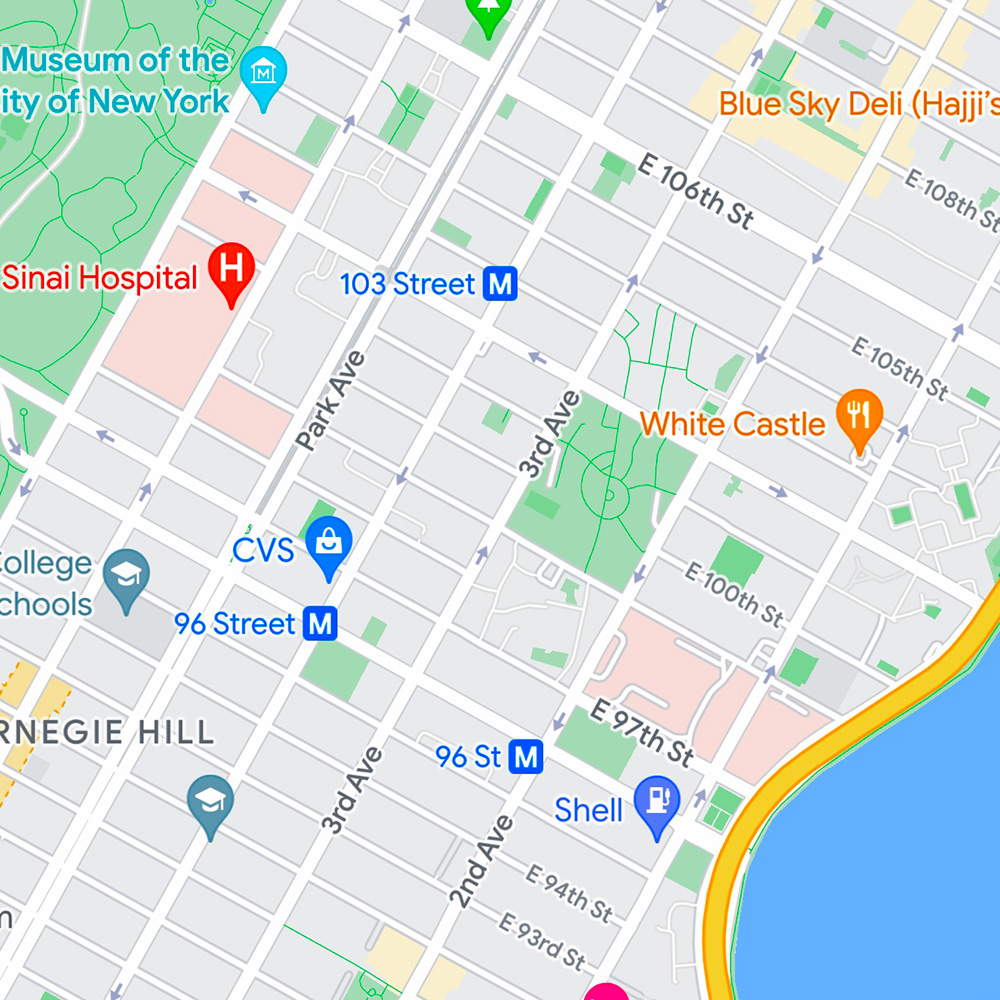 Museum of the
ity of New York
Blue Sky Deli (Hajji's
E 106th St
E 108th St
Sinai Hospital
H
103 Street M
Park Ave
3rd Ave
E 105th St
White Castle
CVS
College
chools
96 Street M
E 100th St
RNEGIE HILL
E 97th St
96 St M
3rd Ave
Shell
2nd Ave
E 94th St
E 93rd St
m